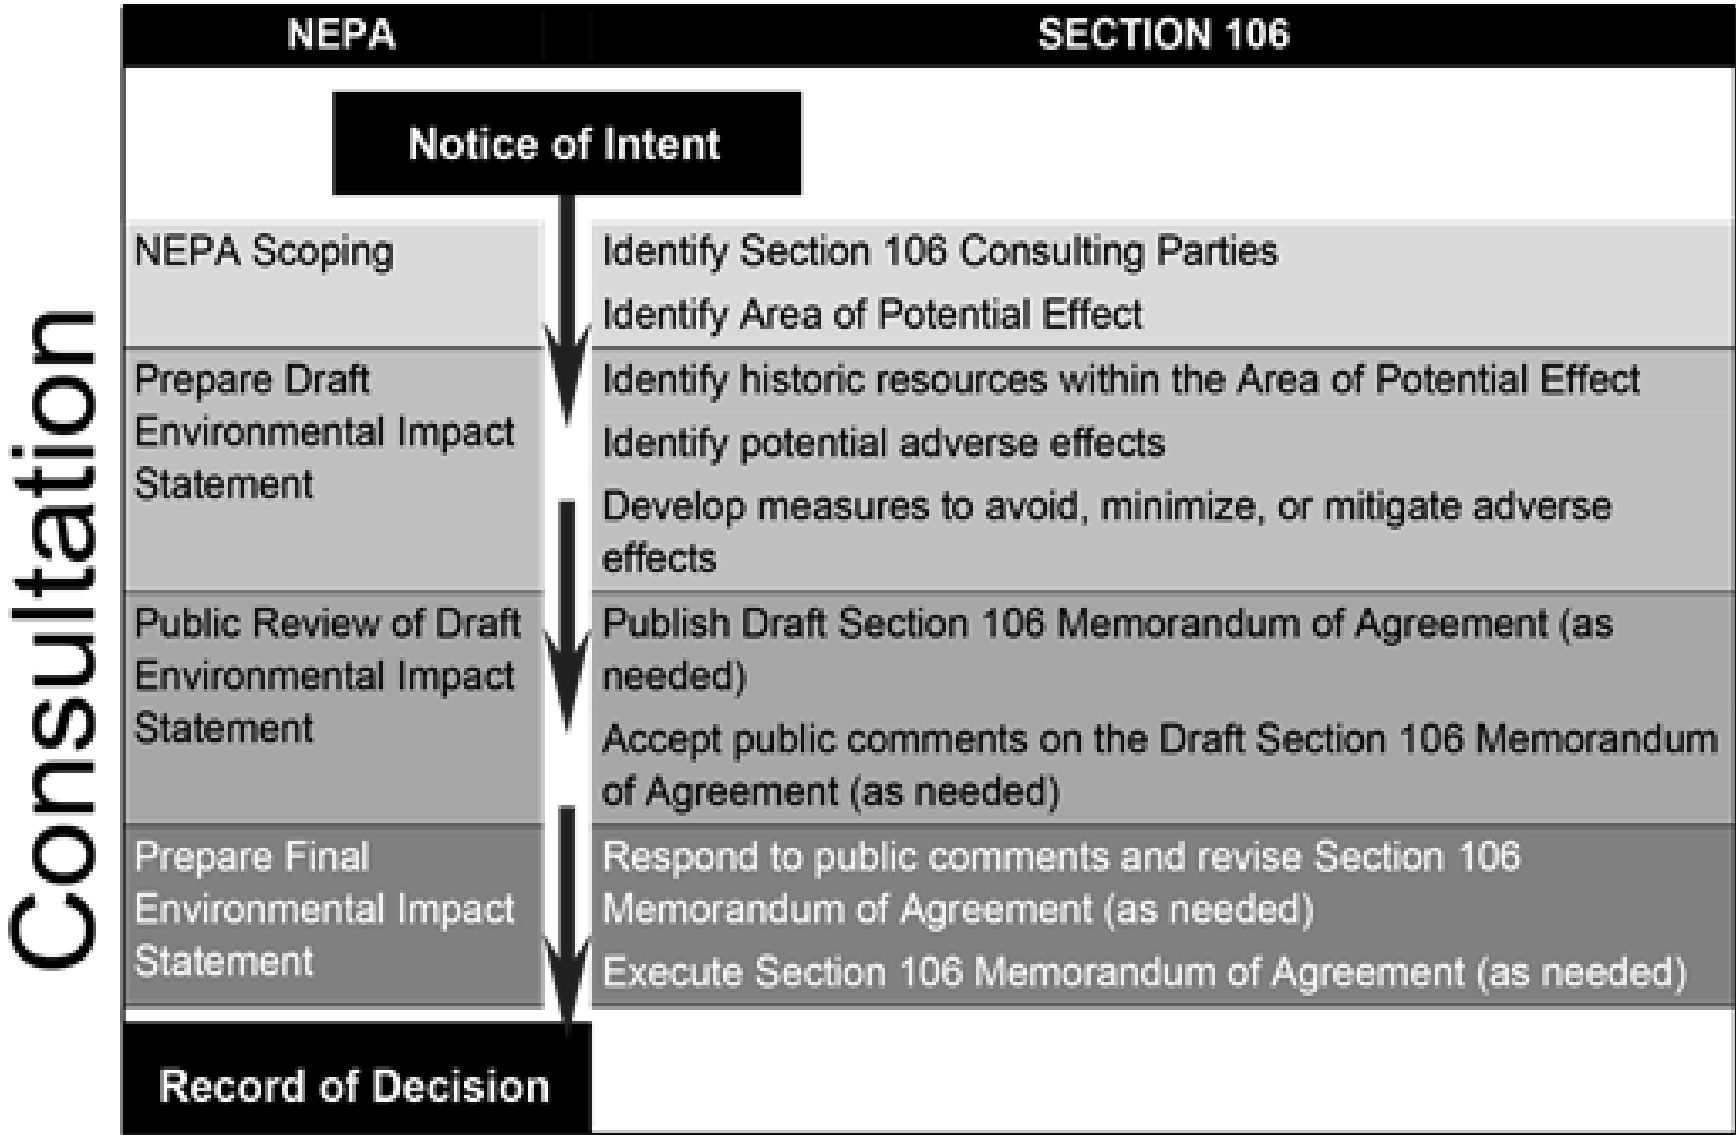 NEPA
SECTION 106
Notice of Intent
NEPA Scoping
Identify Section 106 Consulting Parties
Identify Area of Potential Effect
Prepare Draft
Environmental Impact
Statement
Identify historic resources within the Area of Potential Effect
Identify potential adverse effects
Develop measures to avoid, minimize, or mitigate adverse
effects
Public Review of Draft
Environmental Impact
Statement
Publish Draft Section 106 Memorandum of Agreement (as
needed)
Accept public comments on the Draft Section 106 Memorandum
of Agreement (as needed)
Prepare Final
Environmental Impact
Statement
Respond to public comments and revise Section 106
Memorandum of Agreement (as needed)
Execute Section 106 Memorandum of Agreement (as needed)
Record of Decision
Consultation